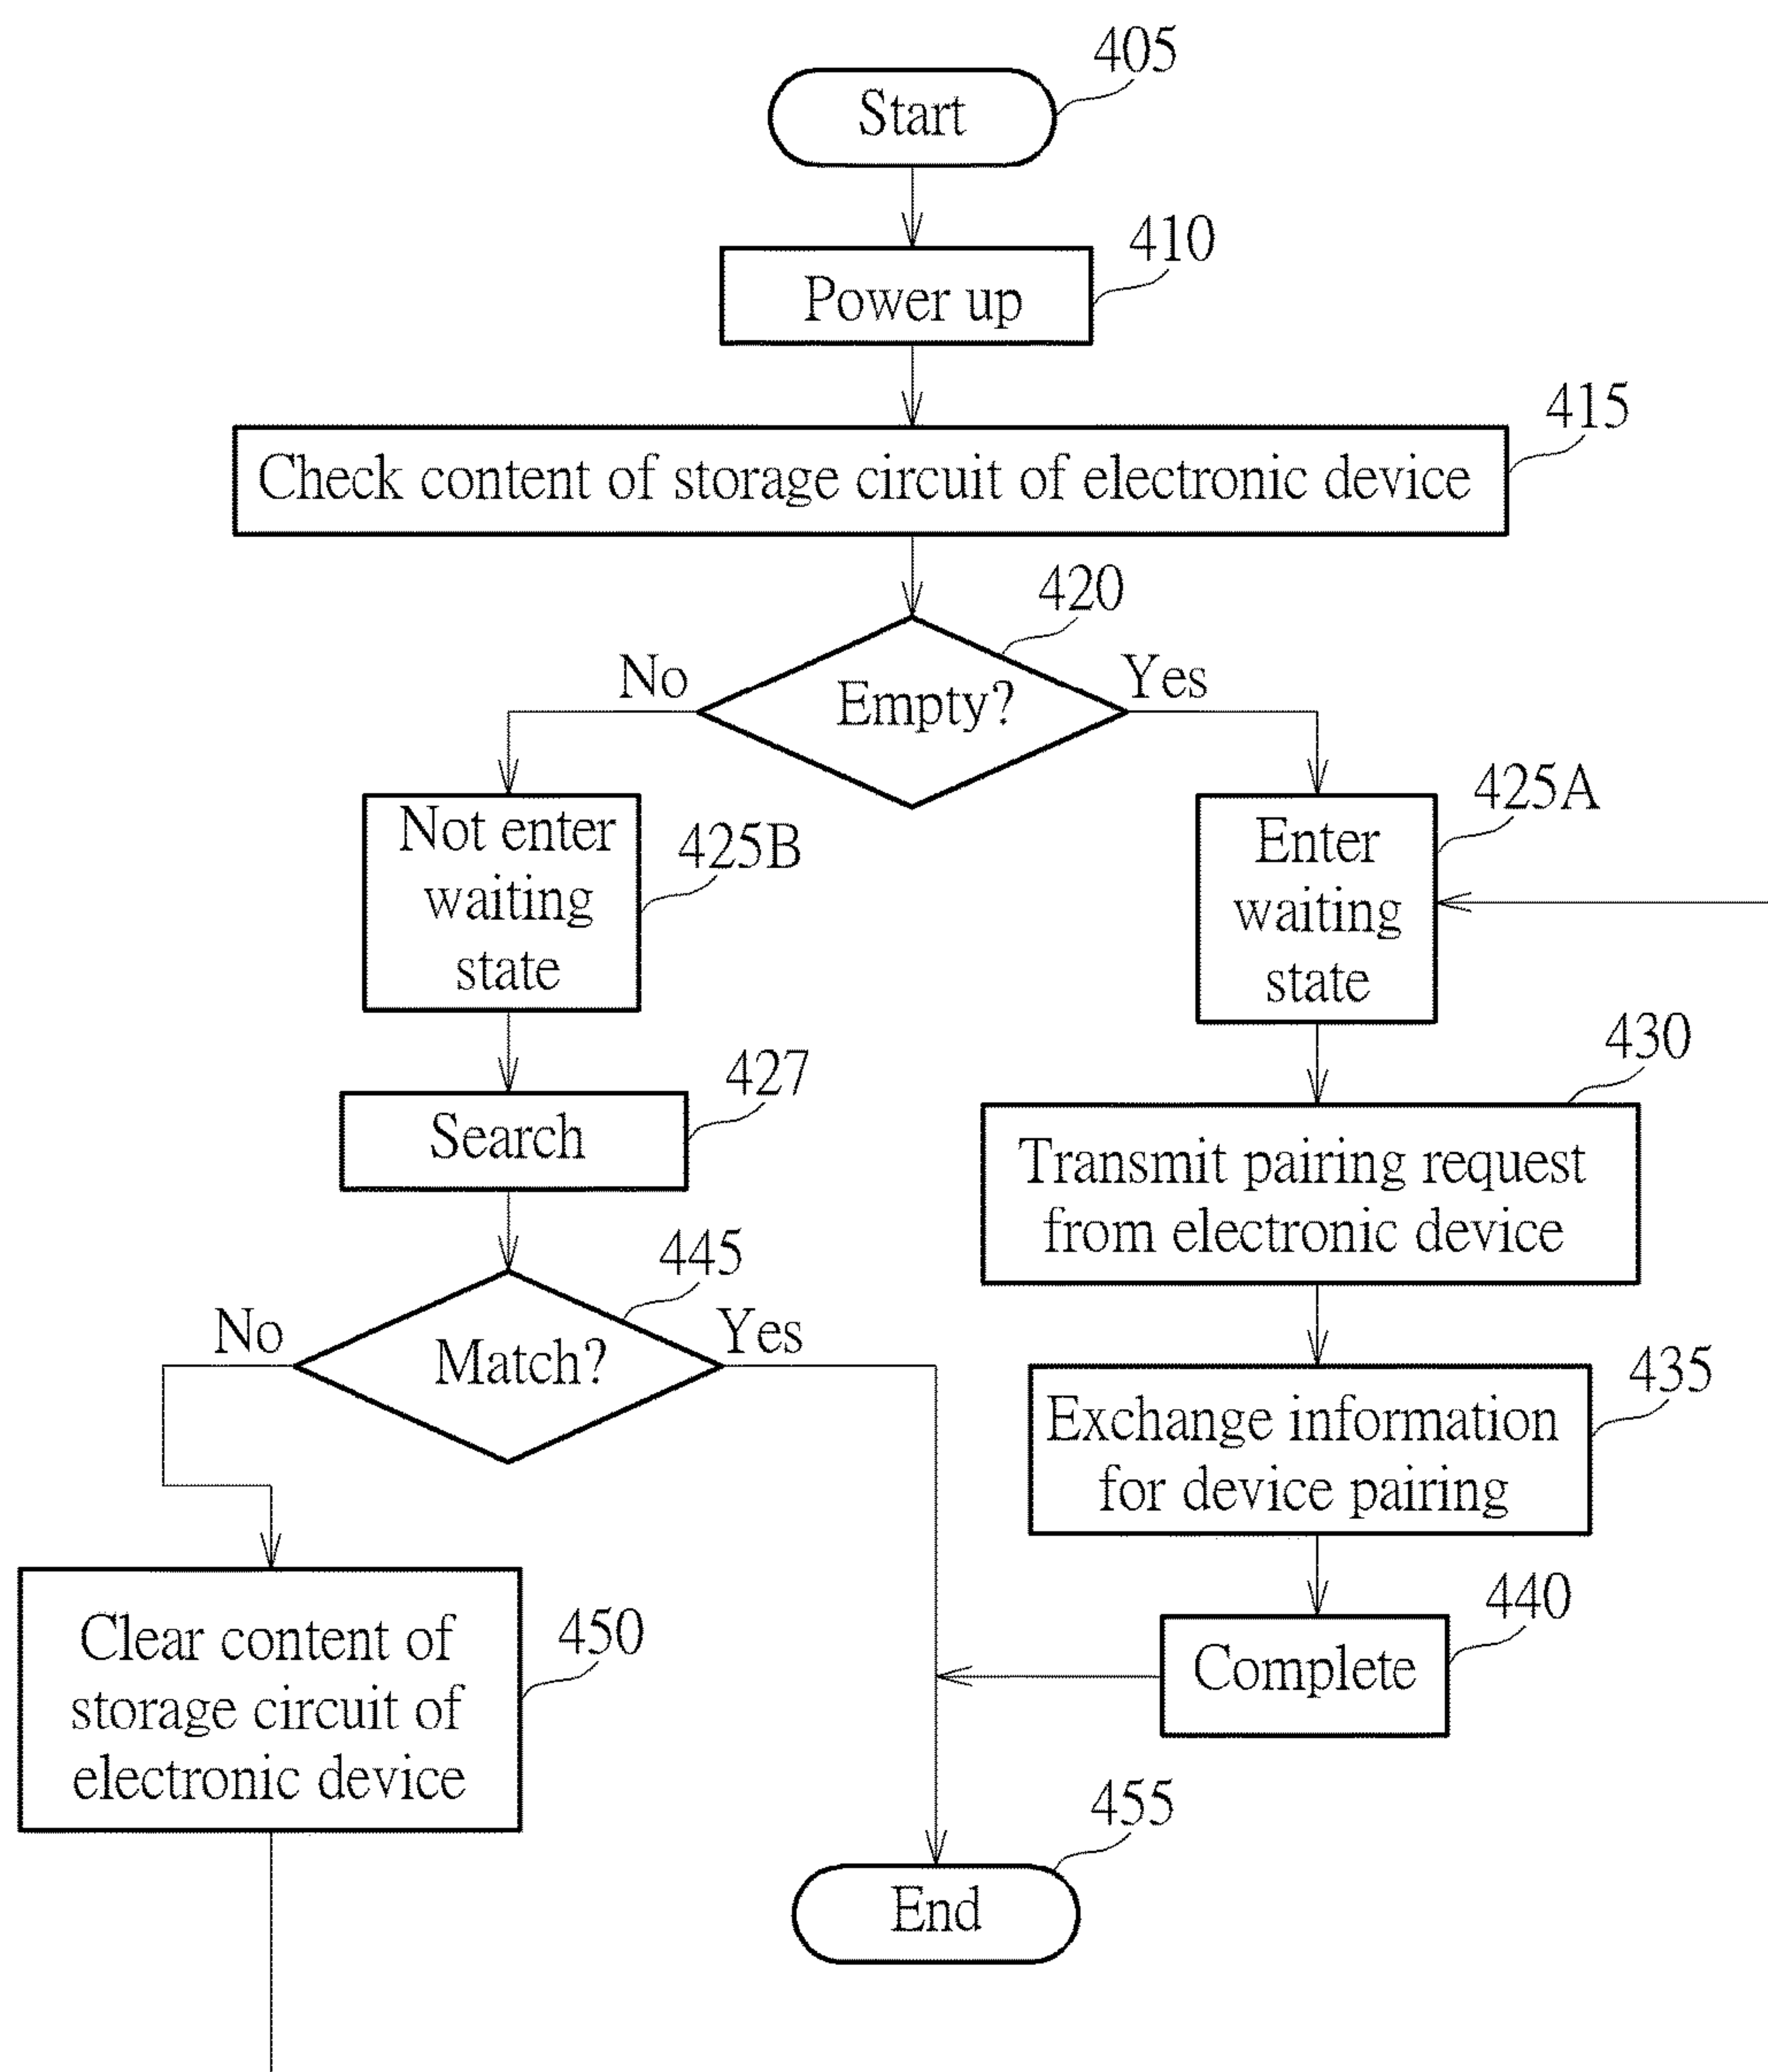 405
Start
410
Power up
415
Check content of storage circuit of electronic device
420
No
Yes
Empty?
425A
425B
Not enter
waiting
state
Enter
waiting
state
427
Search
430
Transmit pairing request
from electronic device
445
No
Yes
Match?
435
Exchange information
for device pairing
440
Complete
450
Clear content of
storage circuit of
electronic device
455
End